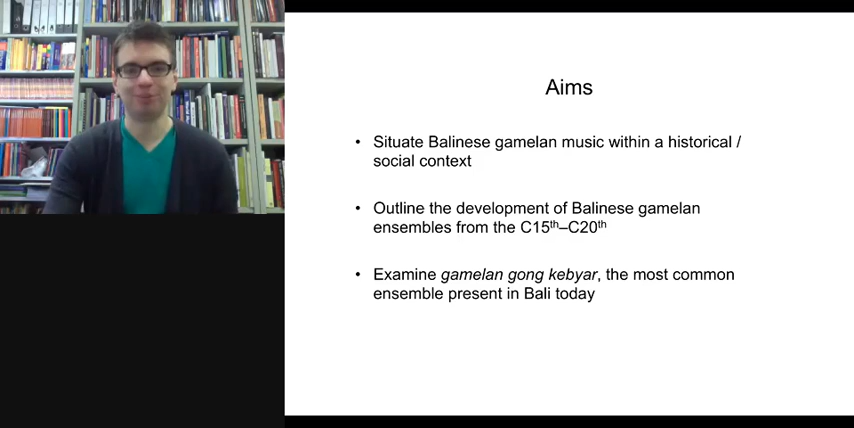 Aims
• Situate Balinese gamelan music within a historical /
social context
• Outline the development of Balinese gamelan
ensembles from the C15th–C20th
• Examine gamelan gong kebyar, the most common
ensemble present in Bali today